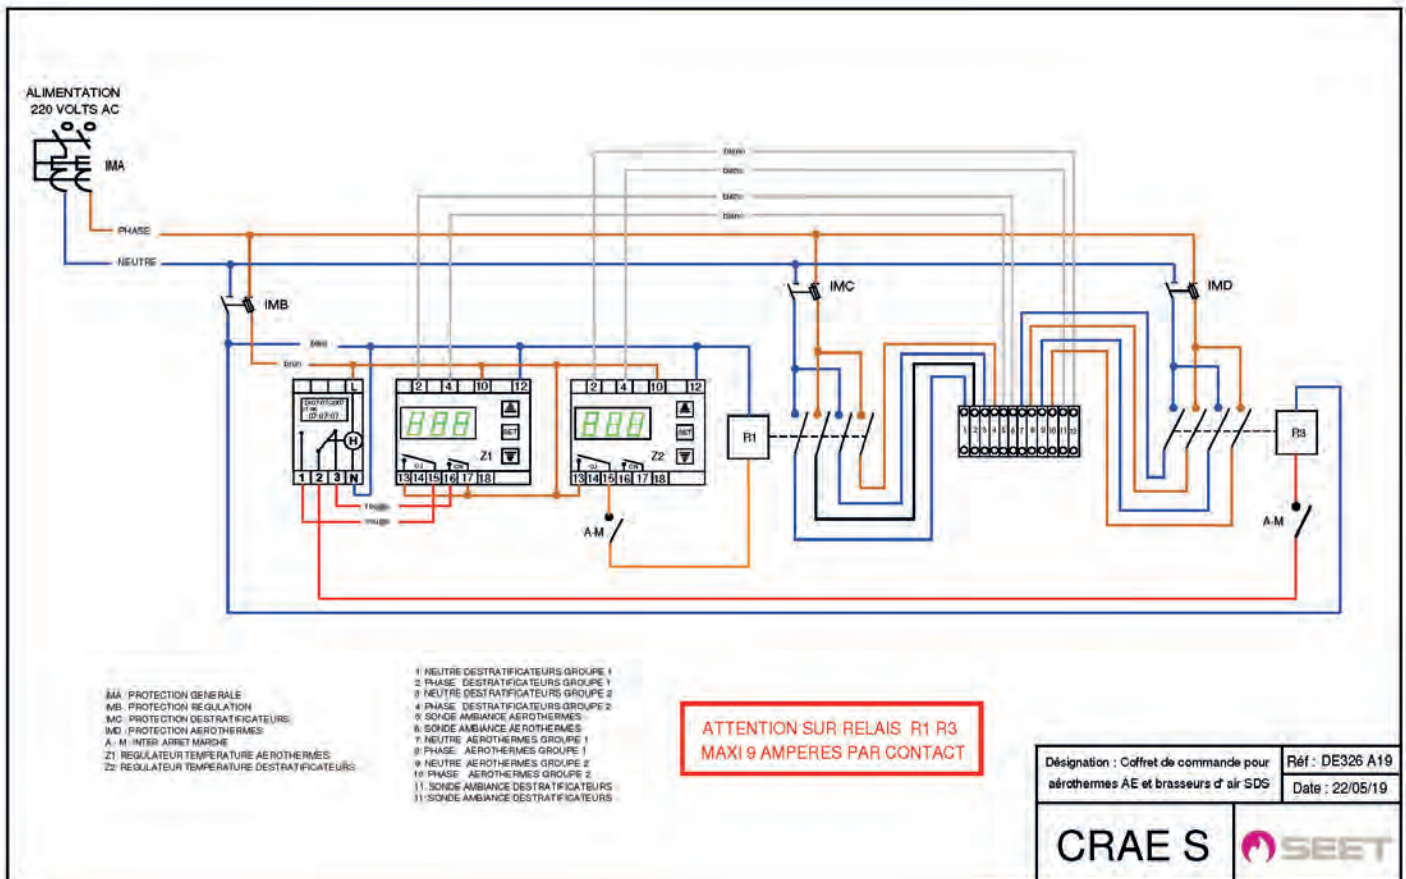 ALIMENTATION
220 VOLTS AC
IMA
PHASE
NEUTRE
blanc
blanc
blanc
blanc
IMB
IMC
IMD
bleu
brun
L
2 4 10 12
2 4 10 12
H
SET
SET
Z1
Z2
OJ
CN
OJ
CN
1 2 3 N
13 14 15 16 17 18
13 14 15 16 17 18
rouge
rouge
R1
1 2 3 4 5 6 7 8 9 10 11 12
R3
A-M
A-M
IMA : PROTECTION GENERALE
IMB : PROTECTION REGULATION
IMC : PROTECTION DESTRATIFICATEURS
IMD : PROTECTION AEROTHERMES
A - M : INTER ARRET MARCHE
Z1 : REGULATEUR TEMPERATURE AEROTHERMES
Z2 : REGULATEUR TEMPERATURE DESTRATIFICATEURS
1 NEUTRE DESTRATIFICATEURS GROUPE 1
2 PHASE DESTRATIFICATEURS GROUPE 1
3 NEUTRE DESTRATIFICATEURS GROUPE 2
4 PHASE DESTRATIFICATEURS GROUPE 2
5 SONDE AMBIANCE AEROTHERMES
6 SONDE AMBIANCE AEROTHERMES
7 NEUTRE AEROTHERMES GROUPE 1
8 PHASE AEROTHERMES GROUPE 1
9 NEUTRE AEROTHERMES GROUPE 2
10 PHASE AEROTHERMES GROUPE 2
11 SONDE AMBIANCE DESTRATIFICATEURS
11 SONDE AMBIANCE DESTRATIFICATEURS
ATTENTION SUR RELAIS R1 R3
MAXI 9 AMPERES PAR CONTACT
Désignation : Coffret de commande pour
aérothermes AE et brasseurs d' air SDS
Réf : DE326 A19
Date : 22/05/19
CRAE S
SEET